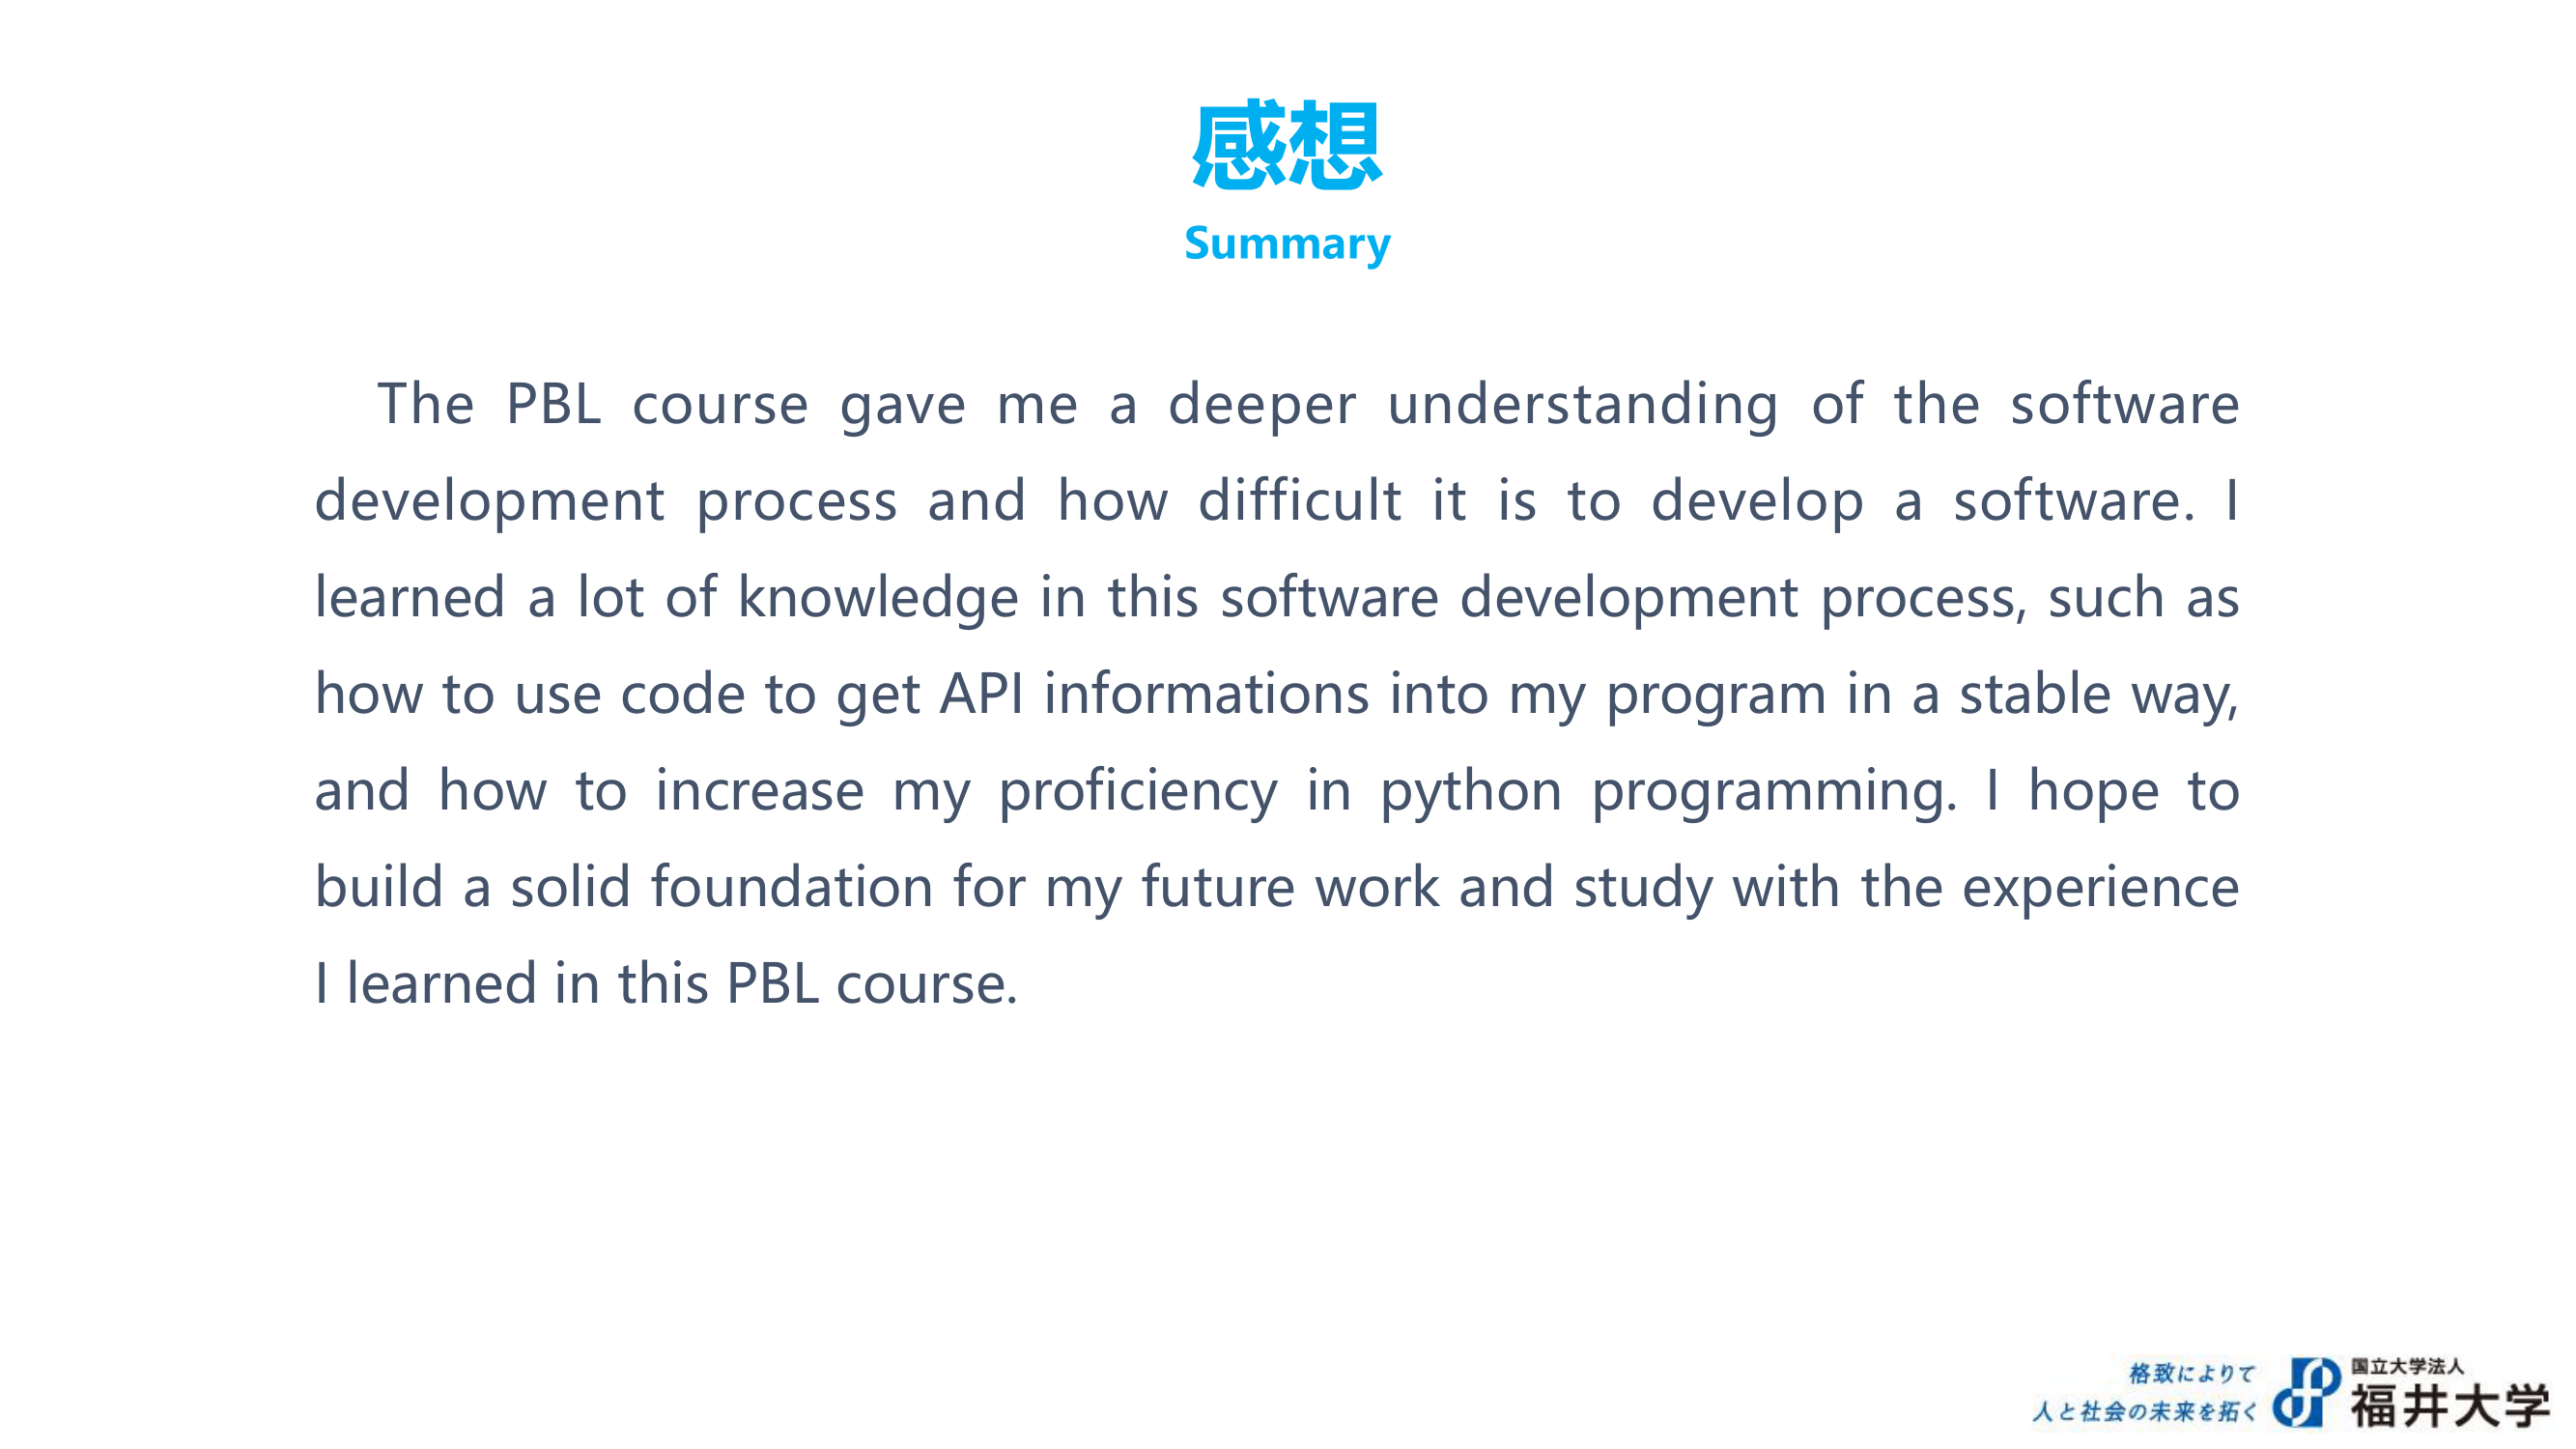 感想
Summary
The PBL course gave me a deeper understanding of the software
development process and how difficult it is to develop a software. I
learned a lot of knowledge in this software development process, such as
how to use code to get API informations into my program in a stable way,
and how to increase my proficiency in python programming. I hope to
build a solid foundation for my future work and study with the experience
I learned in this PBL course.
格致によりて
人と社会の未来を拓く
国立大学法人
福井大学